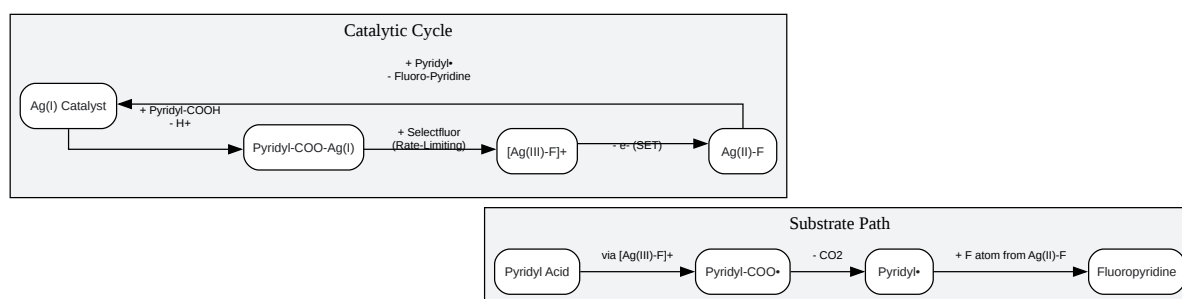 Catalytic Cycle
+ Pyridyl•
- Fluoro-Pyridine
Ag(I) Catalyst
+ Pyridyl-COOH
- H+
Pyridyl-COO-Ag(I)
+ Selectfluor
(Rate-Limiting)
[Ag(III)-F]+
- e- (SET)
Ag(II)-F
Substrate Path
Pyridyl Acid
via [Ag(III)-F]+
Pyridyl-COO•
- CO2
Pyridyl•
+ F atom from Ag(II)-F
Fluoropyridine